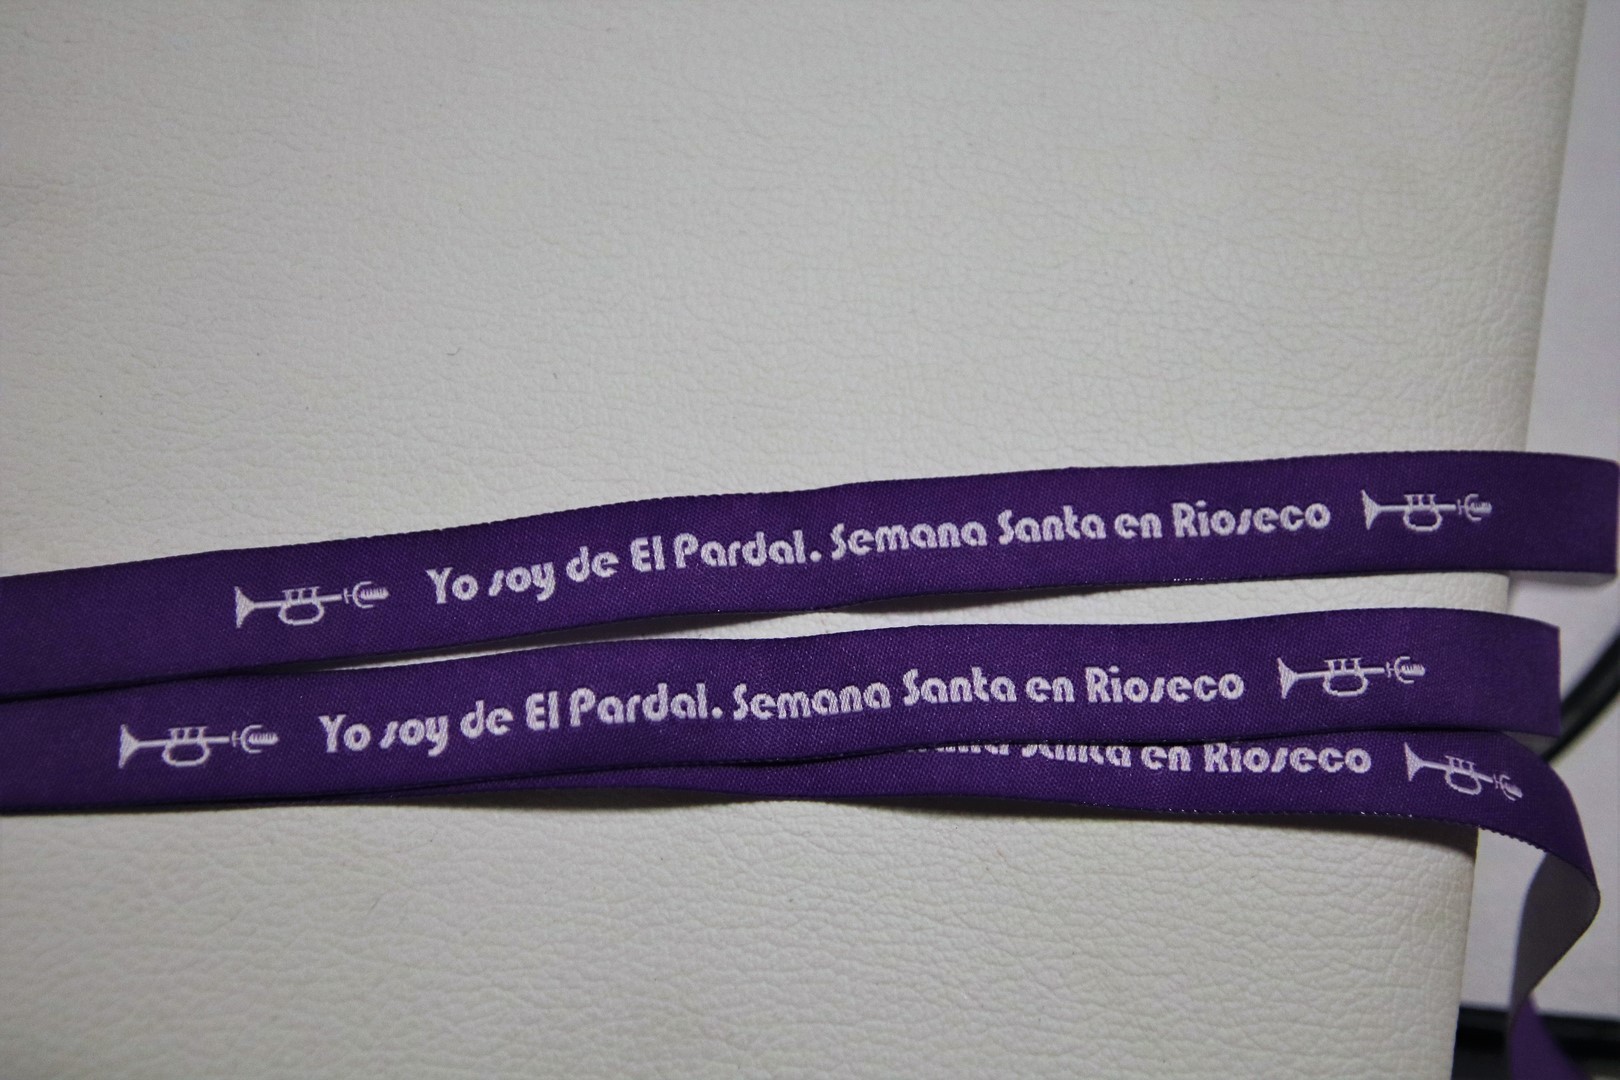 Yo soy de El Pardal. Semana Santa en Rioseco
Yo soy de El Pardal. Semana Santa en Rioseco
Santa en Rioseco